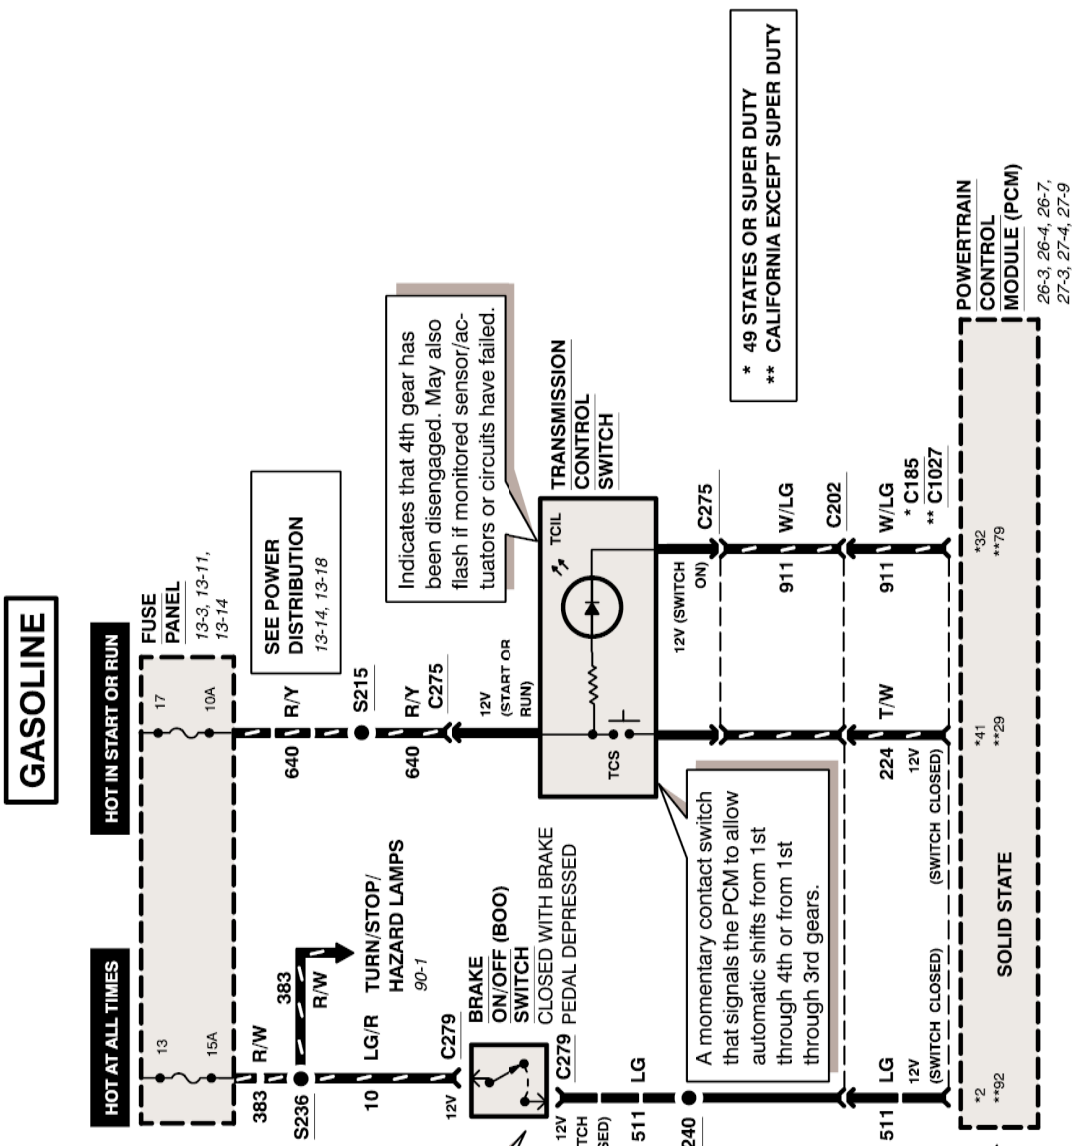 GASOLINE
HOT AT ALL TIMES
HOT IN START OR RUN
13
15A
17
10A
FUSE
PANEL
13-3, 13-11,
13-14
383
R/W
S236
383
R/W
TURN/STOP/
HAZARD LAMPS
90-1
10
LG/R
C279
12V
640
R/Y
S215
SEE POWER
DISTRIBUTION
13-14, 13-18
640
R/Y
C275
12V
(START OR
RUN)
Indicates that 4th gear has
been disengaged. May also
flash if monitored sensor/ac-
tuators or circuits have failed.
BRAKE
ON/OFF (BOO)
SWITCH
CLOSED WITH BRAKE
PEDAL DEPRESSED
TCS
TCIL
TRANSMISSION
CONTROL
SWITCH
C279
12V
TCH
SED)
511
LG
240
A momentary contact switch
that signals the PCM to allow
automatic shifts from 1st
through 4th or from 1st
through 3rd gears.
12V (SWITCH
ON)
C275
911
W/LG
C202
* 49 STATES OR SUPER DUTY
** CALIFORNIA EXCEPT SUPER DUTY
511
LG
12V
(SWITCH CLOSED)
224
T/W
12V
(SWITCH CLOSED)
911
W/LG
* C185
** C1027
*2
**92
*41
**29
*32
**79
SOLID STATE
POWERTRAIN
CONTROL
MODULE (PCM)
26-3, 26-4, 26-7,
27-3, 27-4, 27-9